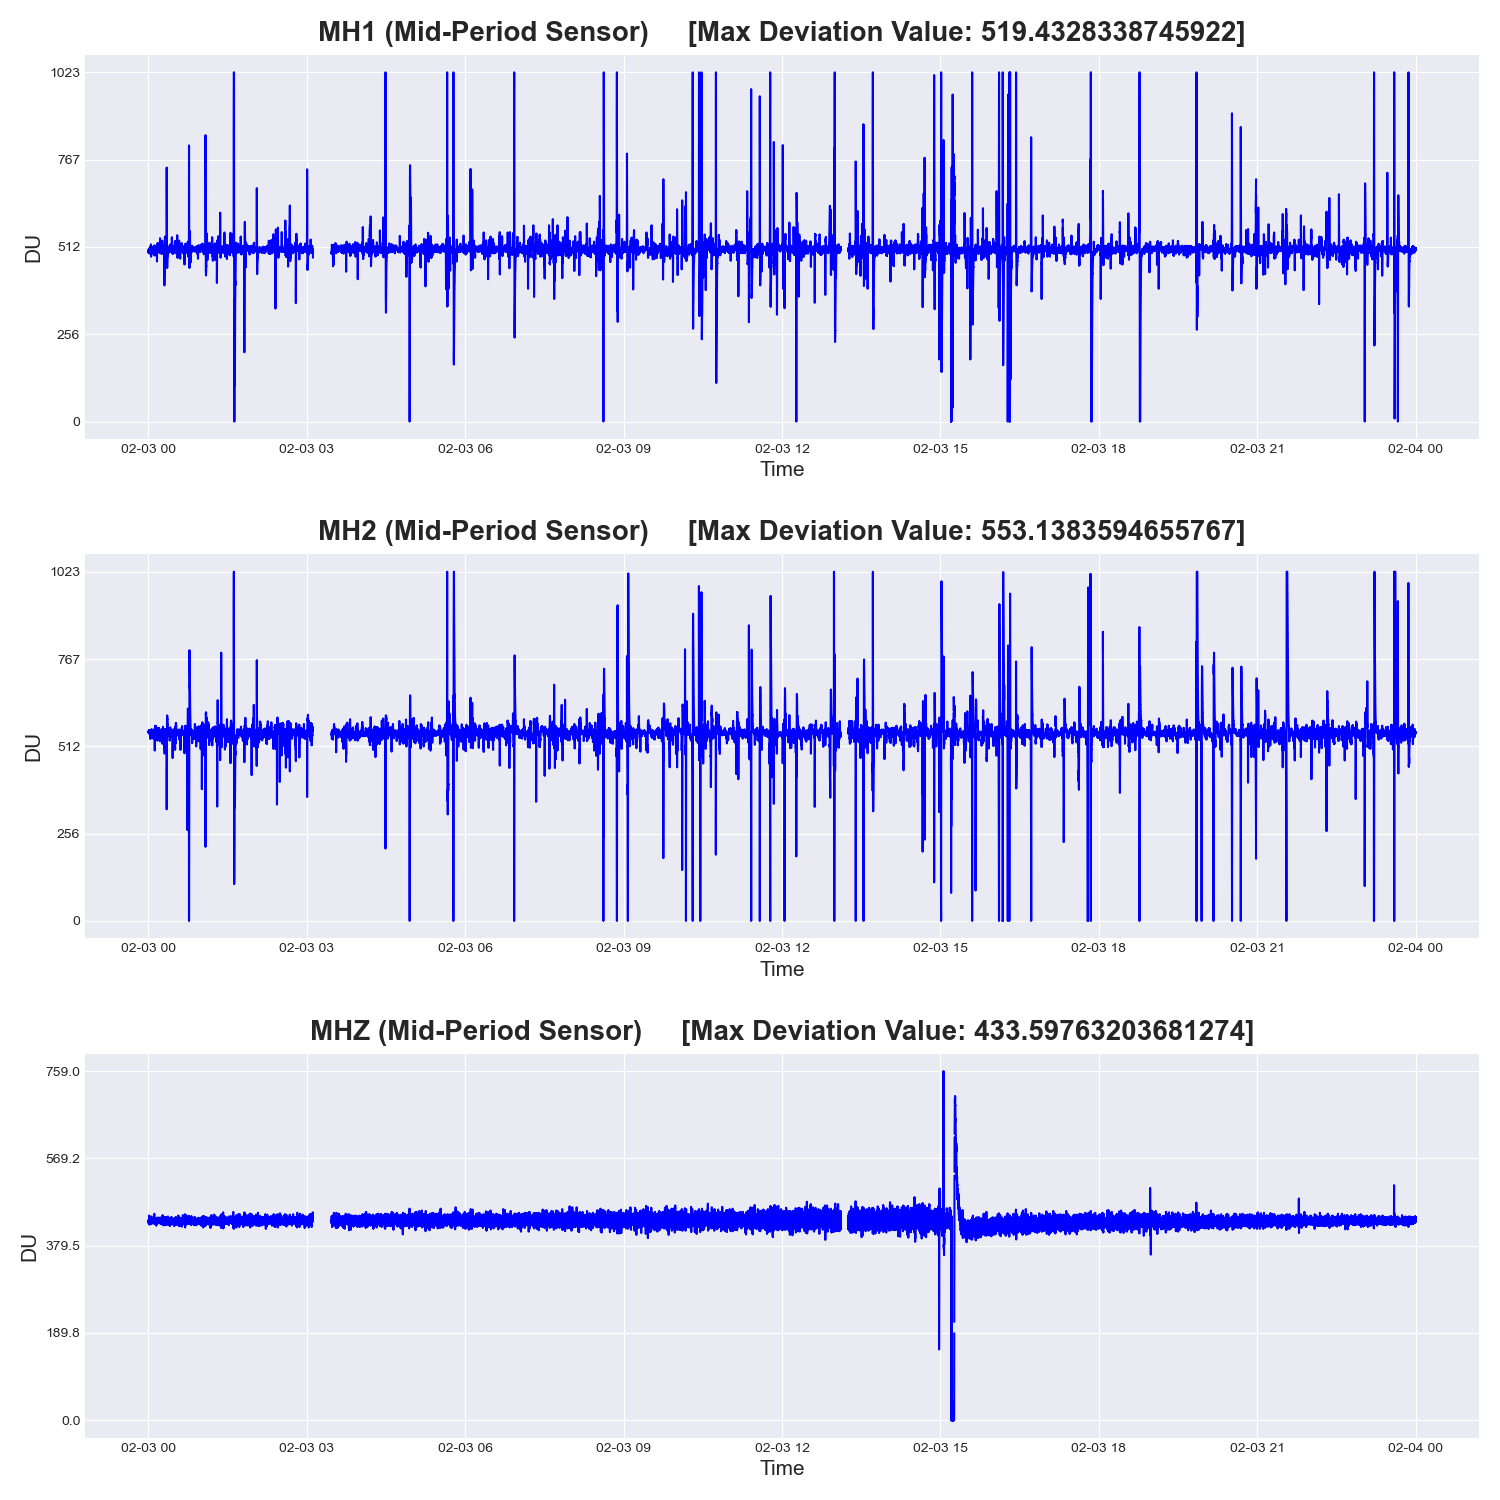 MH1 (Mid-Period Sensor) [Max Deviation Value: 519.4328338745922]
1023
767
512
256
0
DU
02-03 00 02-03 03 02-03 06 02-03 09 02-03 12 02-03 15 02-03 18 02-03 21 02-04 00
Time
MH2 (Mid-Period Sensor) [Max Deviation Value: 553.1383594655767]
1023
767
512
256
0
DU
02-03 00 02-03 03 02-03 06 02-03 09 02-03 12 02-03 15 02-03 18 02-03 21 02-04 00
Time
MHZ (Mid-Period Sensor) [Max Deviation Value: 433.59763203681274]
759.0
569.2
379.5
189.8
0.0
DU
02-03 00 02-03 03 02-03 06 02-03 09 02-03 12 02-03 15 02-03 18 02-03 21 02-04 00
Time